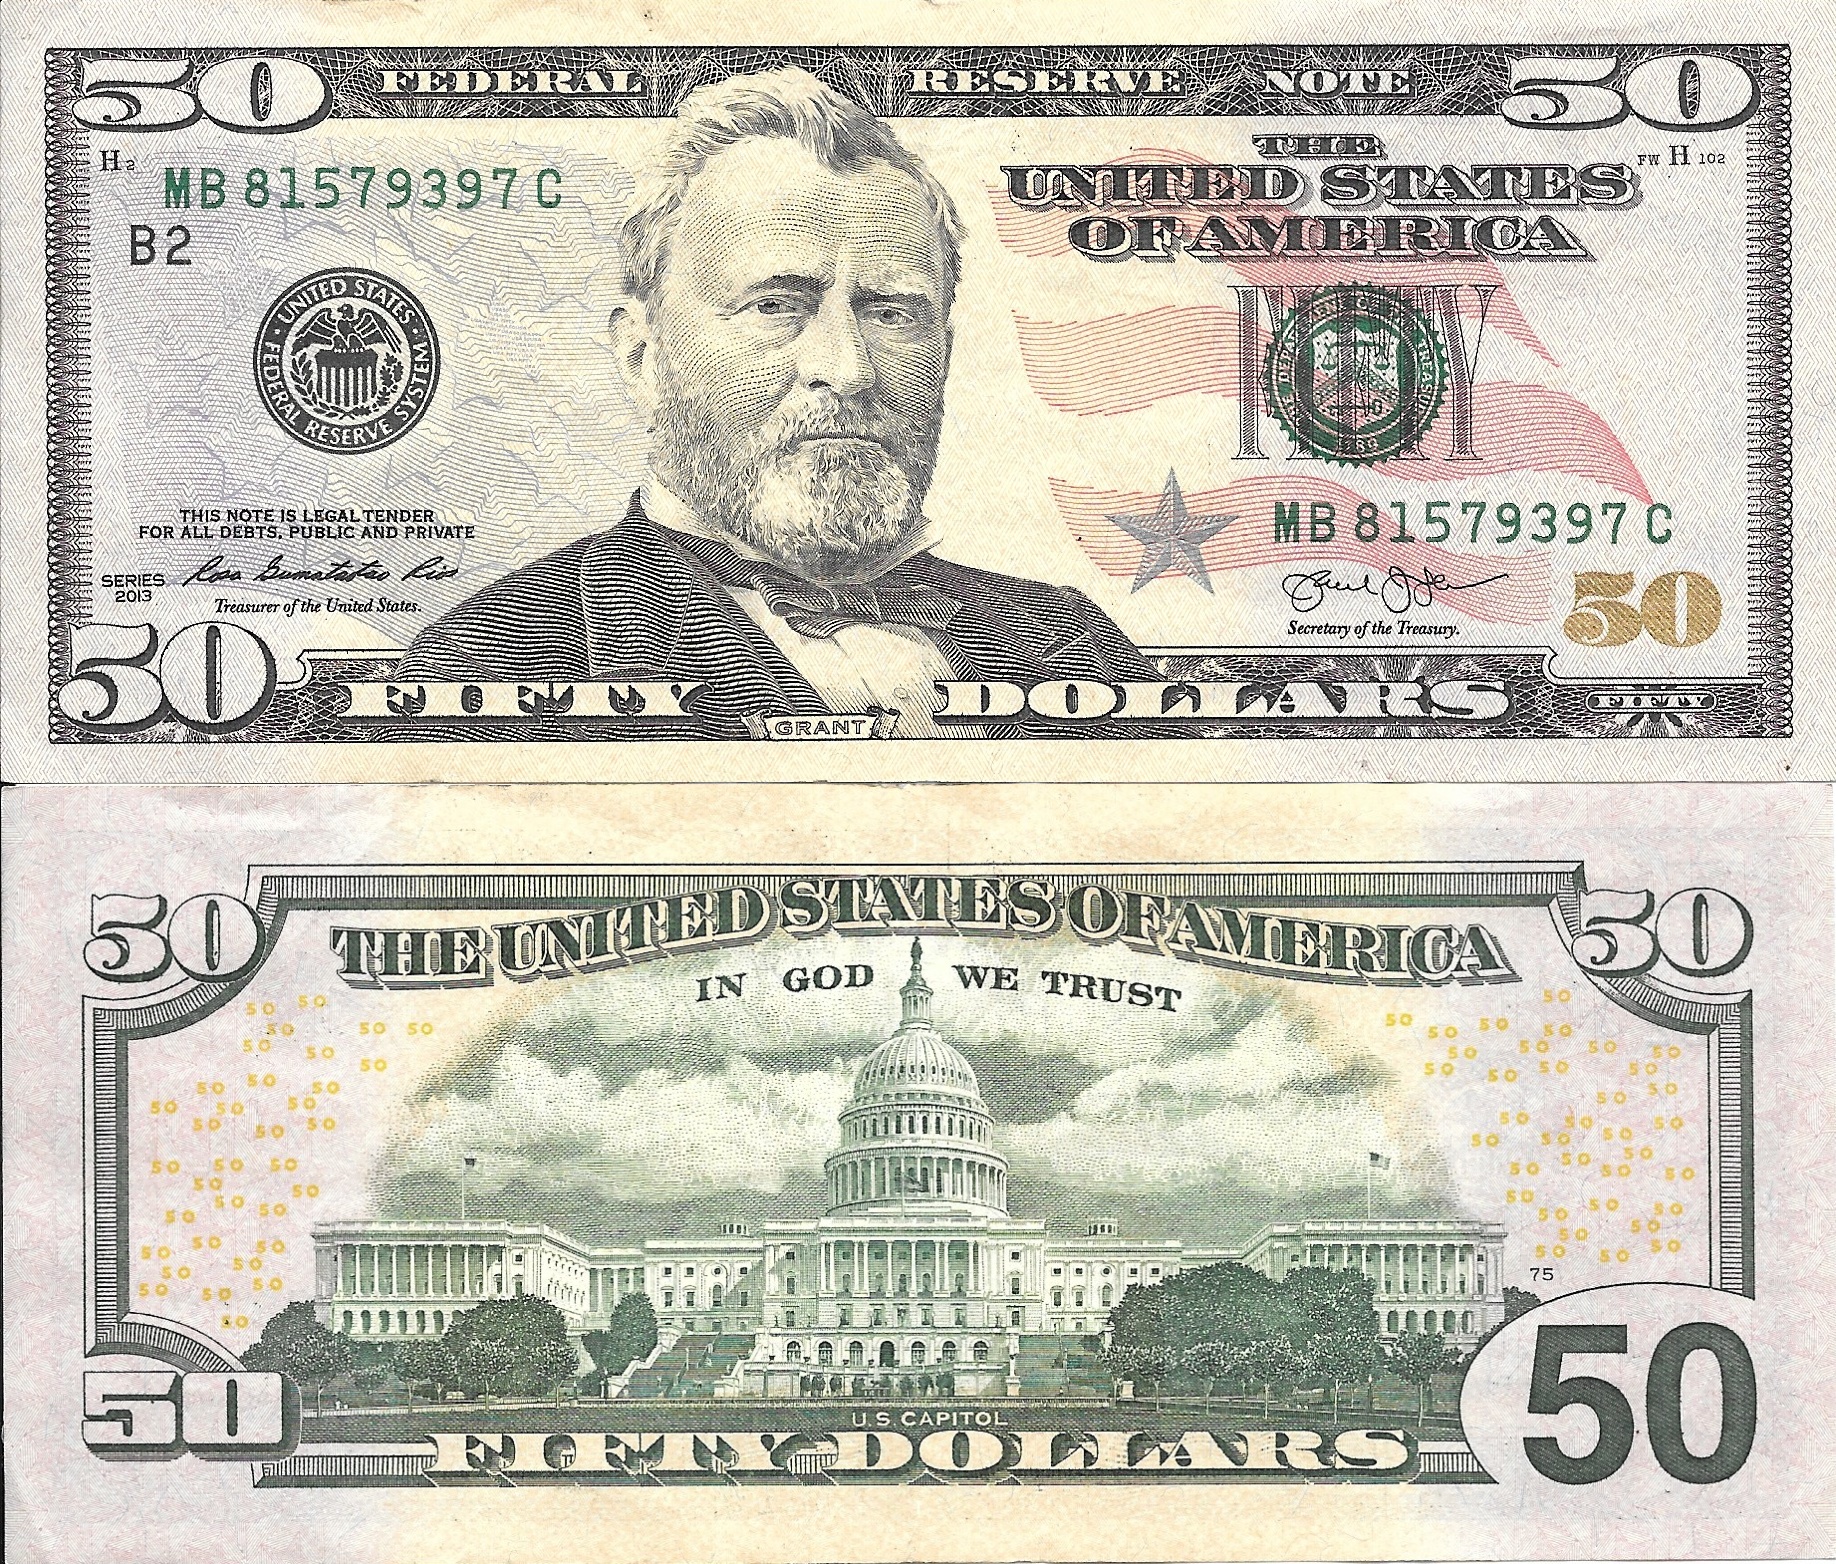 50 FEDERAL RESERVE NOTE 50
THE
UNITED STATES
OF AMERICA
H2
FW H 102
MB 81579397 C
B2
UNITED STATES FEDERAL RESERVE SYSTEM
FIFTY
THIS NOTE IS LEGAL TENDER
FOR ALL DEBTS, PUBLIC AND PRIVATE
MB 81579397 C
SERIES
2013
Rosa Gumataotao Rios
Treasurer of the United States.
Secretary of the Treasury.
50
50 FIFTY DOLLARS FIFTY
GRANT
50 THE UNITED STATES OF AMERICA 50
IN GOD WE TRUST
75
U.S CAPITOL
50 FIFTY DOLLARS 50